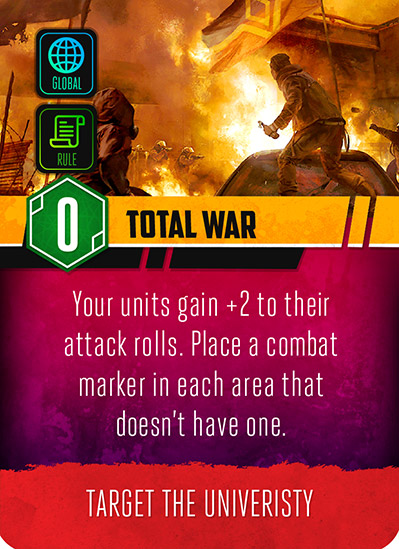 GLOBAL
RULE
0 TOTAL WAR
Your units gain +2 to their
attack rolls. Place a combat
marker in each area that
doesn't have one.
TARGET THE UNIVERISTY